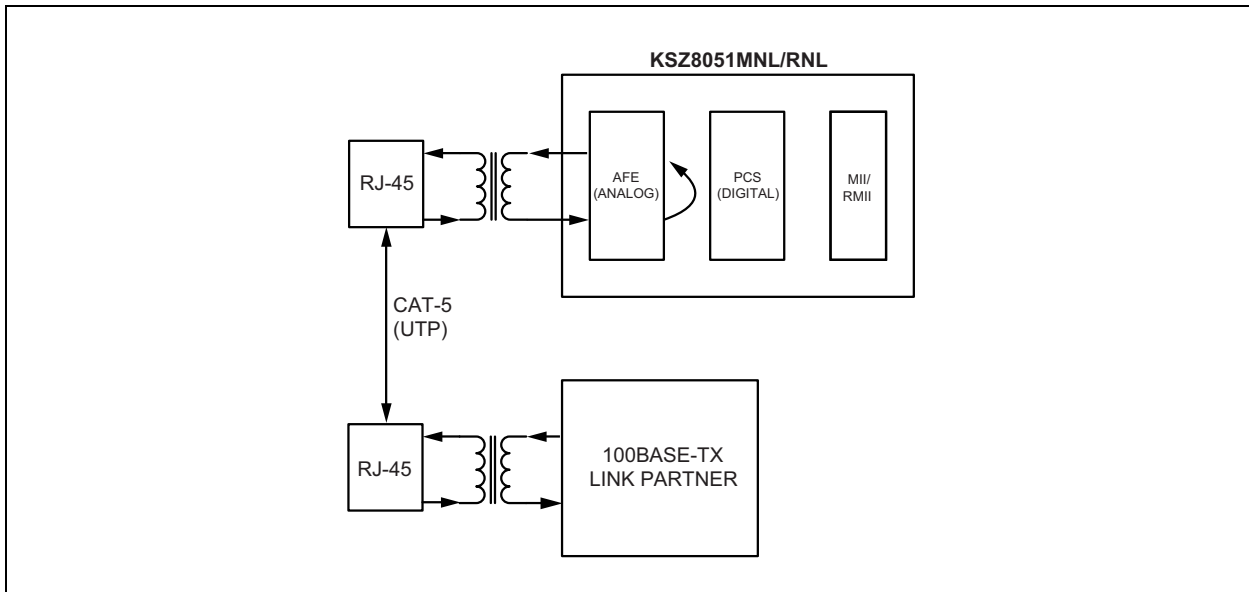 KSZ8051MNL/RNL
RJ-45
AFE
(ANALOG)
PCS
(DIGITAL)
MII/
RMII
CAT-5
(UTP)
RJ-45
100BASE-TX
LINK PARTNER